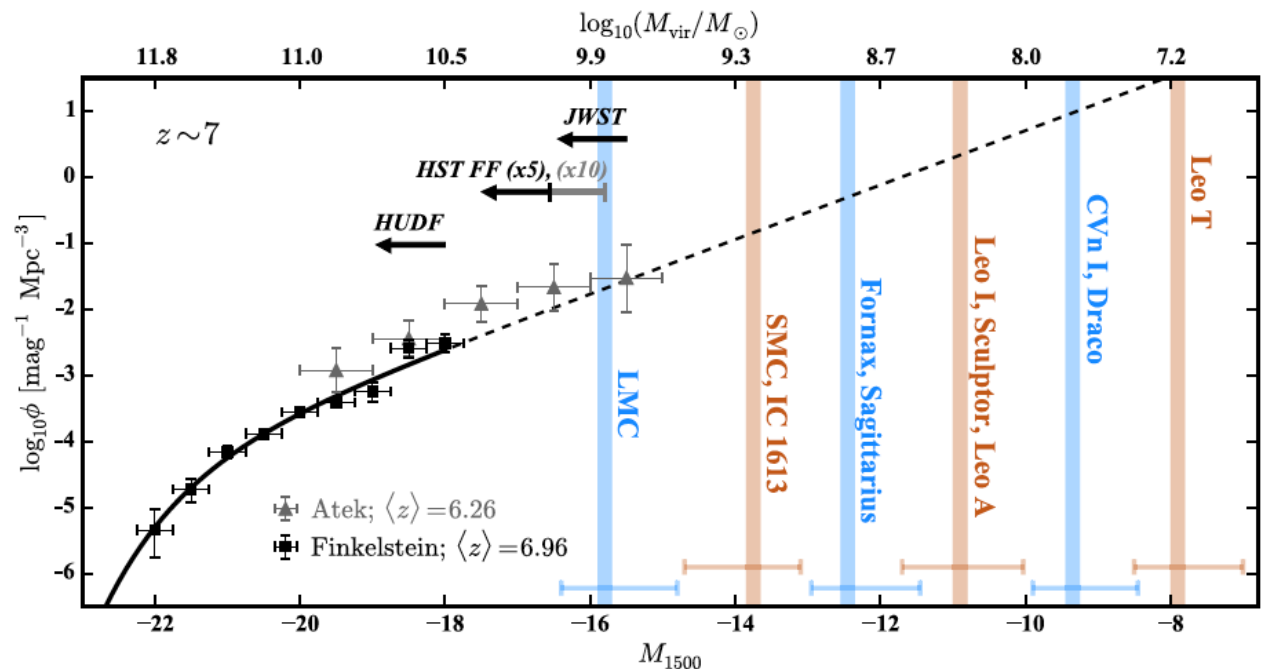 log₁₀(M_vir/M_⊙)
11.8 11.0 10.5 9.9 9.3 8.7 8.0 7.2
z∼7
JWST
HST FF (x5), (x10)
HUDF
LMC
SMC, IC 1613
Fornax, Sagittarius
Leo I, Sculptor, Leo A
CVn I, Draco
Leo T
Atek; ⟨z⟩=6.26
Finkelstein; ⟨z⟩=6.96
log₁₀ϕ [mag⁻¹ Mpc⁻³]
1
0
-1
-2
-3
-4
-5
-6
−22 −20 −18 −16 −14 −12 −10 −8
M₁₅₀₀